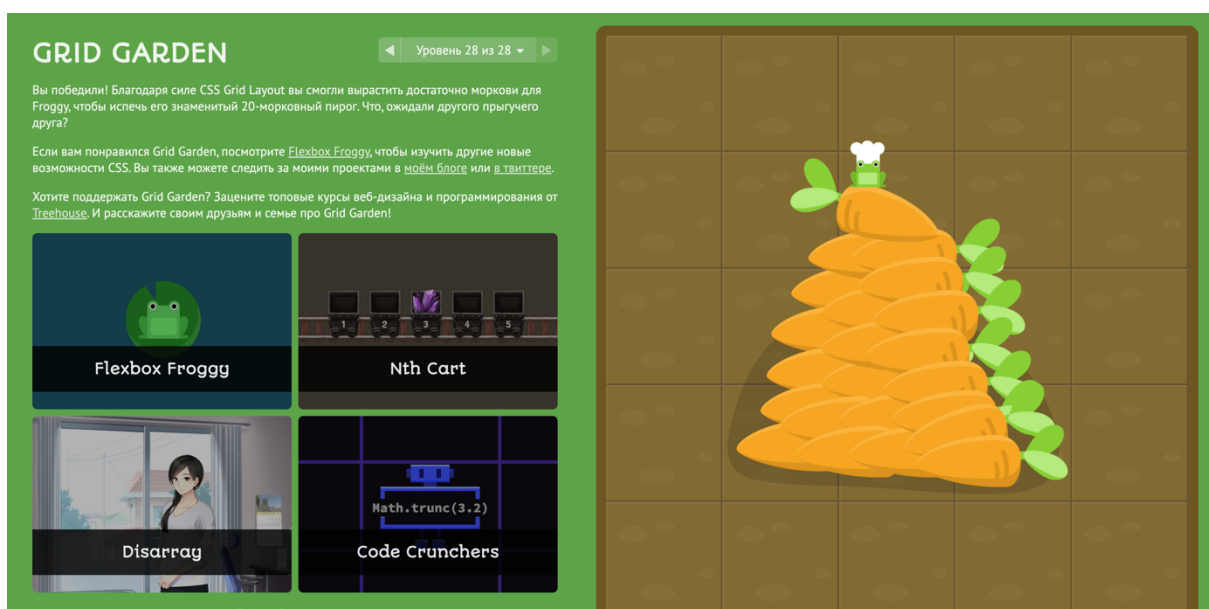 GRID GARDEN
Уровень 28 из 28
Вы победили! Благодаря силе CSS Grid Layout вы смогли вырастить достаточно моркови для
Froggy, чтобы испечь его знаменитый 20-морковный пирог. Что, ожидали другого прыгучего
друга?
Если вам понравился Grid Garden, посмотрите Flexbox Froggy, чтобы изучить другие новые
возможности CSS. Вы также можете следить за моими проектами в моём блоге или в твиттере.
Хотите поддержать Grid Garden? Зацените топовые курсы веб-дизайна и программирования от
Treehouse. И расскажите своим друзьям и семье про Grid Garden!
Flexbox Froggy
1 2 3 4 5
Nth Cart
Disarray
Math.trunc(3.2)
Code Crunchers